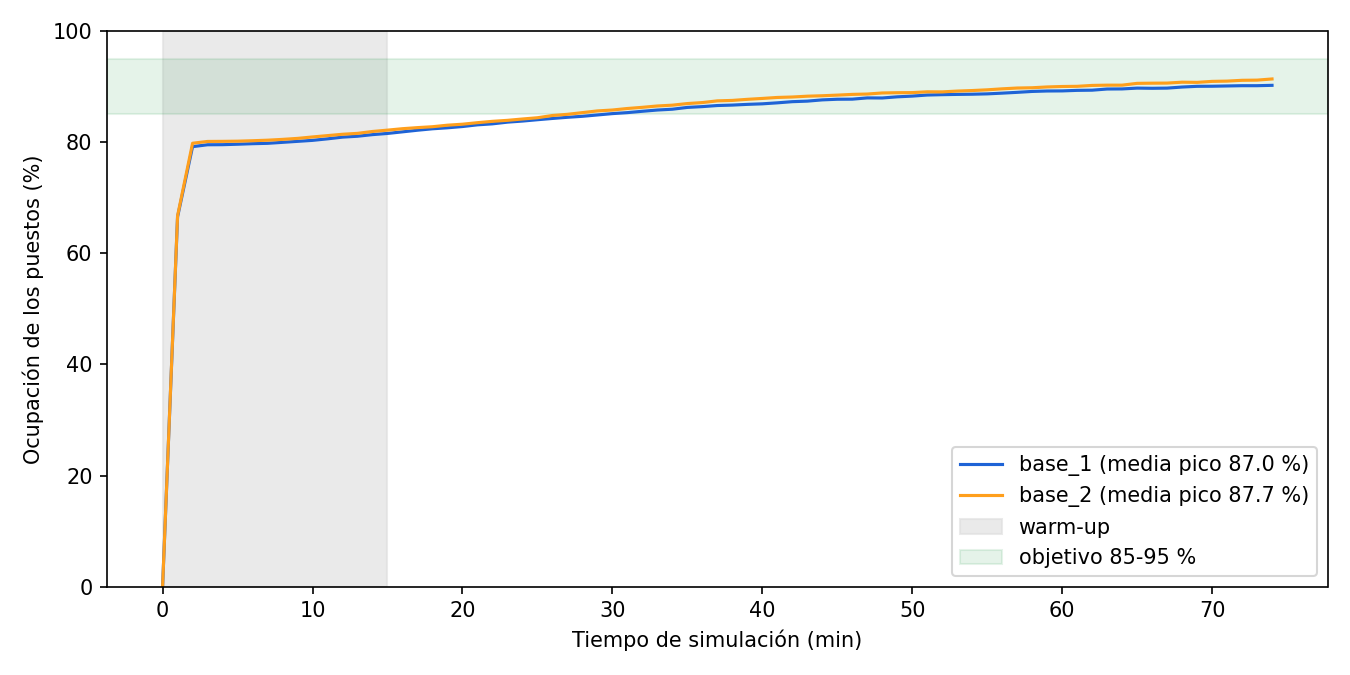 100
80
60
40
20
0
Ocupación de los puestos (%)
base_1 (media pico 87.0 %)
base_2 (media pico 87.7 %)
warm-up
objetivo 85-95 %
0 10 20 30 40 50 60 70
Tiempo de simulación (min)